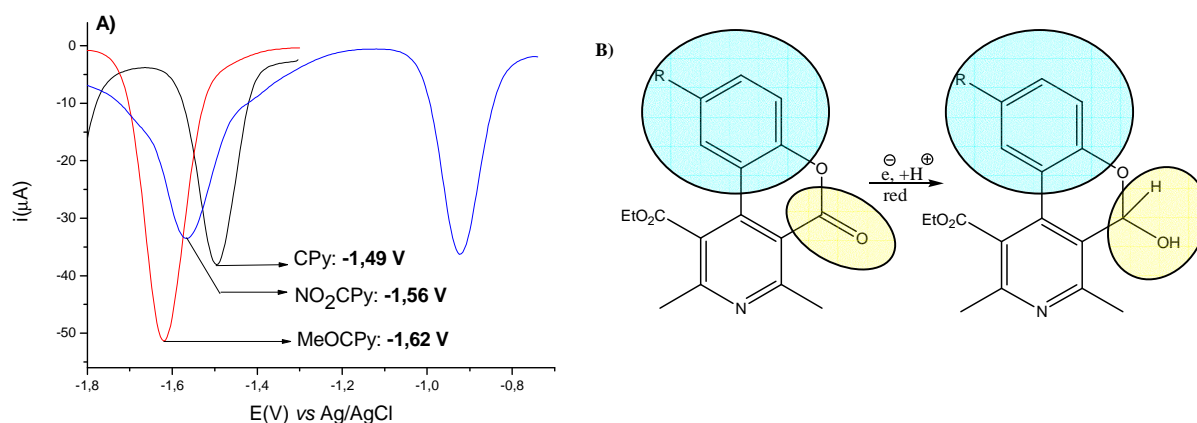 A)
0
-10
-20
-30
-40
-50
i(μA)
CPy: -1,49 V
NO₂CPy: -1,56 V
MeOCPy: -1,62 V
-1,8 -1,6 -1,4 -1,2 -1,0 -0,8
E(V) vs Ag/AgCl
B)
R
O
EtO₂C
O
N
⊖ ⊕
e, +H
red
R
O
H
EtO₂C
OH
N